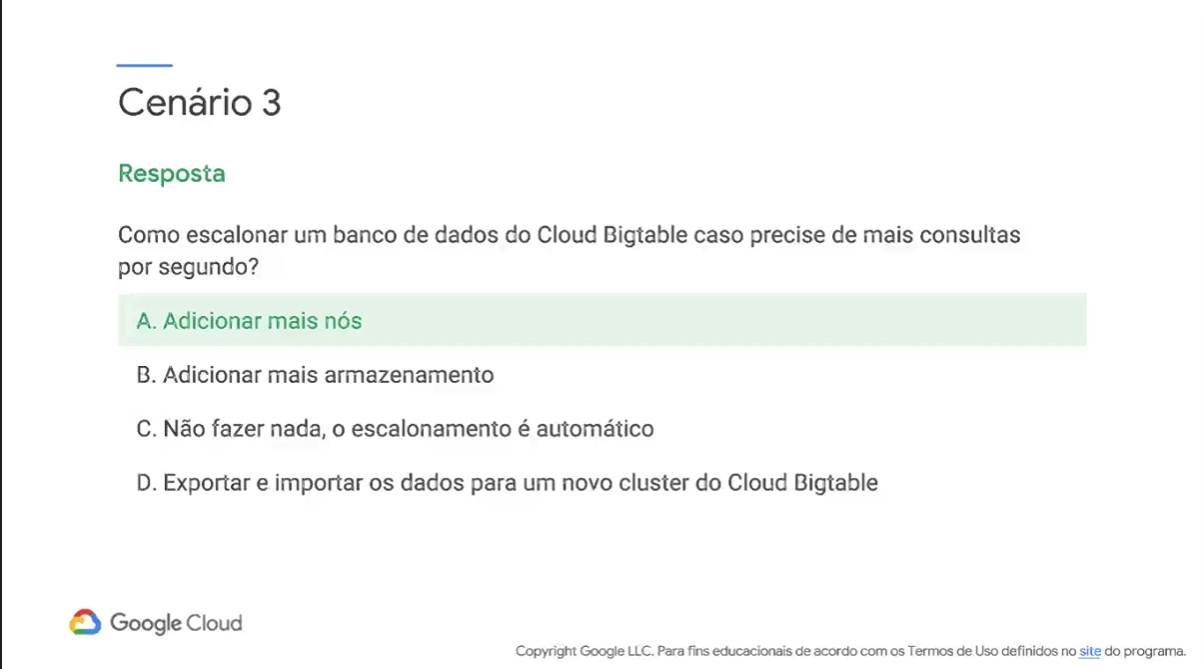 Cenário 3
Resposta
Como escalonar um banco de dados do Cloud Bigtable caso precise de mais consultas
por segundo?
A. Adicionar mais nós
B. Adicionar mais armazenamento
C. Não fazer nada, o escalonamento é automático
D. Exportar e importar os dados para um novo cluster do Cloud Bigtable
Google Cloud
Copyright Google LLC. Para fins educacionais de acordo com os Termos de Uso definidos no site do programa.